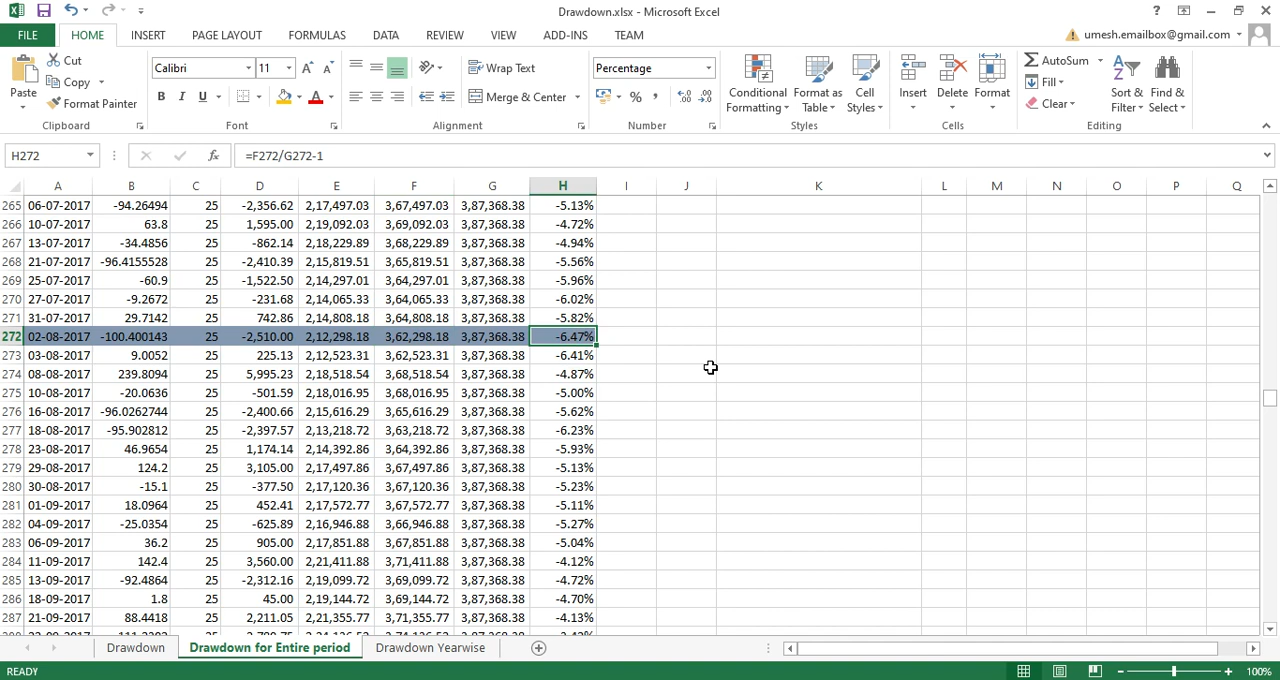 Drawdown.xlsx - Microsoft Excel
FILE HOME INSERT PAGE LAYOUT FORMULAS DATA REVIEW VIEW ADD-INS TEAM umesh.emailbox@gmail.com
Paste Cut Copy Format Painter Clipboard
Calibri 11 B I U A Font
Wrap Text Merge & Center Alignment
Percentage % Number
Conditional Formatting Format as Table Cell Styles Styles
Insert Delete Format Cells
AutoSum Fill Clear Sort & Filter Find & Select Editing
H272 fx =F272/G272-1
A B C D E F G H I J K L M N O P Q
265 06-07-2017 -94.26494 25 -2,356.62 2,17,497.03 3,67,497.03 3,87,368.38 -5.13%
266 10-07-2017 63.8 25 1,595.00 2,19,092.03 3,69,092.03 3,87,368.38 -4.72%
267 13-07-2017 -34.4856 25 -862.14 2,18,229.89 3,68,229.89 3,87,368.38 -4.94%
268 21-07-2017 -96.4155528 25 -2,410.39 2,15,819.51 3,65,819.51 3,87,368.38 -5.56%
269 25-07-2017 -60.9 25 -1,522.50 2,14,297.01 3,64,297.01 3,87,368.38 -5.96%
270 27-07-2017 -9.2672 25 -231.68 2,14,065.33 3,64,065.33 3,87,368.38 -6.02%
271 31-07-2017 29.7142 25 742.86 2,14,808.18 3,64,808.18 3,87,368.38 -5.82%
272 02-08-2017 -100.400143 25 -2,510.00 2,12,298.18 3,62,298.18 3,87,368.38 -6.47%
273 03-08-2017 9.0052 25 225.13 2,12,523.31 3,62,523.31 3,87,368.38 -6.41%
274 08-08-2017 239.8094 25 5,995.23 2,18,518.54 3,68,518.54 3,87,368.38 -4.87%
275 10-08-2017 -20.0636 25 -501.59 2,18,016.95 3,68,016.95 3,87,368.38 -5.00%
276 16-08-2017 -96.0262744 25 -2,400.66 2,15,616.29 3,65,616.29 3,87,368.38 -5.62%
277 18-08-2017 -95.902812 25 -2,397.57 2,13,218.72 3,63,218.72 3,87,368.38 -6.23%
278 23-08-2017 46.9654 25 1,174.14 2,14,392.86 3,64,392.86 3,87,368.38 -5.93%
279 29-08-2017 124.2 25 3,105.00 2,17,497.86 3,67,497.86 3,87,368.38 -5.13%
280 30-08-2017 -15.1 25 -377.50 2,17,120.36 3,67,120.36 3,87,368.38 -5.23%
281 01-09-2017 18.0964 25 452.41 2,17,572.77 3,67,572.77 3,87,368.38 -5.11%
282 04-09-2017 -25.0354 25 -625.89 2,16,946.88 3,66,946.88 3,87,368.38 -5.27%
283 06-09-2017 36.2 25 905.00 2,17,851.88 3,67,851.88 3,87,368.38 -5.04%
284 11-09-2017 142.4 25 3,560.00 2,21,411.88 3,71,411.88 3,87,368.38 -4.12%
285 13-09-2017 -92.4864 25 -2,312.16 2,19,099.72 3,69,099.72 3,87,368.38 -4.72%
286 18-09-2017 1.8 25 45.00 2,19,144.72 3,69,144.72 3,87,368.38 -4.70%
287 21-09-2017 88.4418 25 2,211.05 2,21,355.77 3,71,355.77 3,87,368.38 -4.13%
Drawdown Drawdown for Entire period Drawdown Yearwise
READY 100%